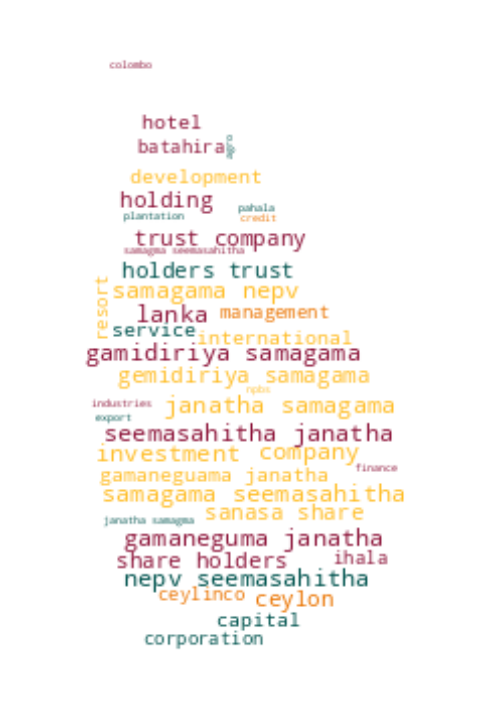 colombo
hotel
batahira
development
holding
plantation pahala
credit
trust company
samagma seemasahitha
holders trust
resort
samagama nepv
lanka management
service international
gamidiriya samagama
gemidiriya samagama
npbs
industries janatha samagama
export
seemasahitha janatha
investment company
finance
gamaneguama janatha
samagama seemasahitha
sanasa share
janatha samagma
gamaneguma janatha
share holders ihala
nepv seemasahitha
ceylinco ceylon
capital
corporation